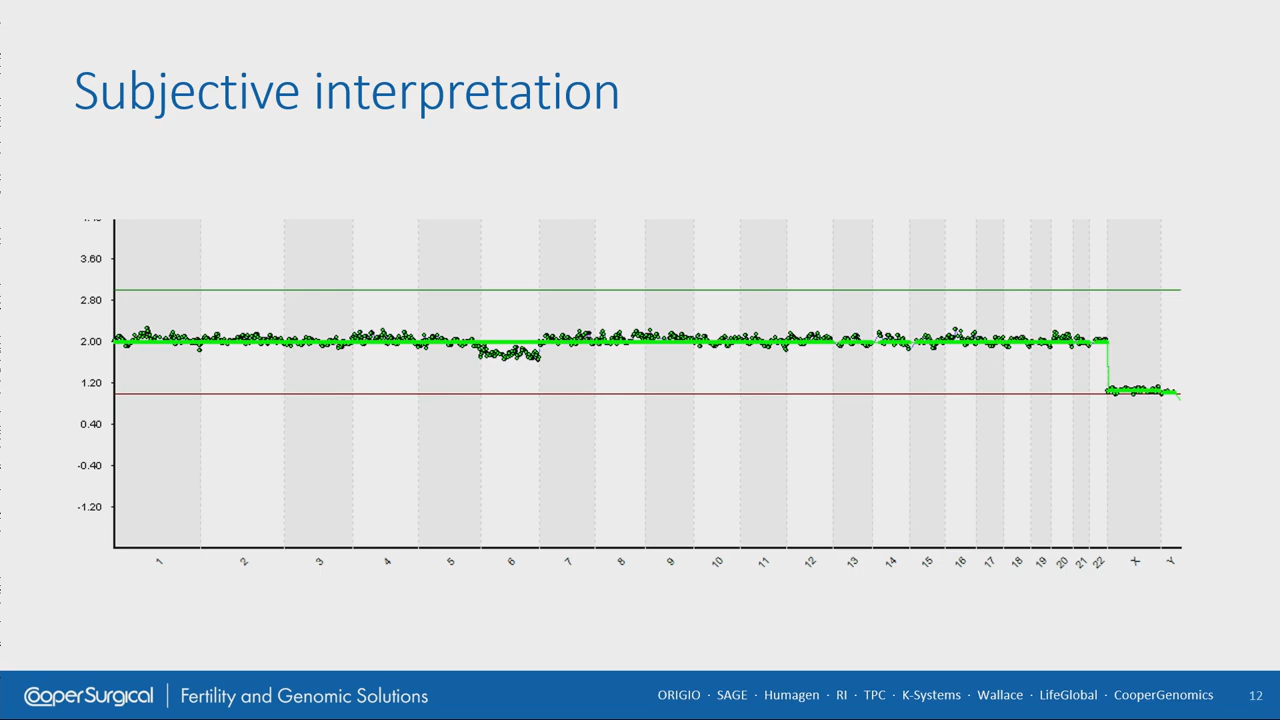 Subjective interpretation
3.60
2.80
2.00
1.20
0.40
-0.40
-1.20
1 2 3 4 5 6 7 8 9 10 11 12 13 14 15 16 17 18 19 20 21 22 X Y
CooperSurgical | Fertility and Genomic Solutions
ORIGIO · SAGE · Humagen · RI · TPC · K-Systems · Wallace · LifeGlobal · CooperGenomics 12